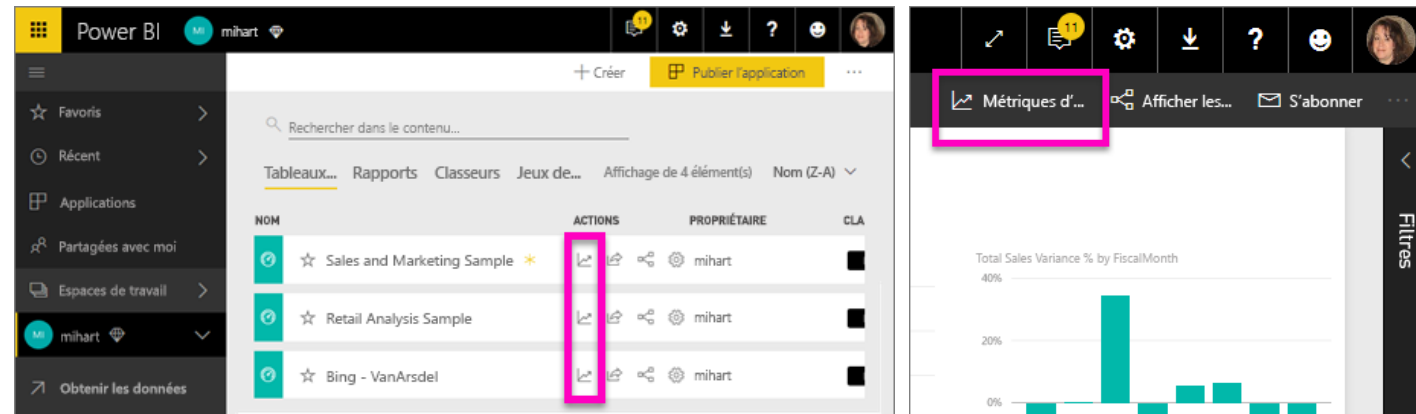 Power BI
MI
mihart
11
?
+ Créer
Publier l'application
...
Favoris
Récent
Applications
Partagées avec moi
Espaces de travail
MI
mihart
Obtenir les données
Rechercher dans le contenu...
Tableaux...
Rapports
Classeurs
Jeux de...
Affichage de 4 élément(s)
Nom (Z-A)
NOM
ACTIONS
PROPRIÉTAIRE
CLA
Sales and Marketing Sample
mihart
Retail Analysis Sample
mihart
Bing - VanArsdel
mihart
11
?
Métriques d'...
Afficher les...
S'abonner
...
Filtres
Total Sales Variance % by FiscalMonth
40%
20%
0%